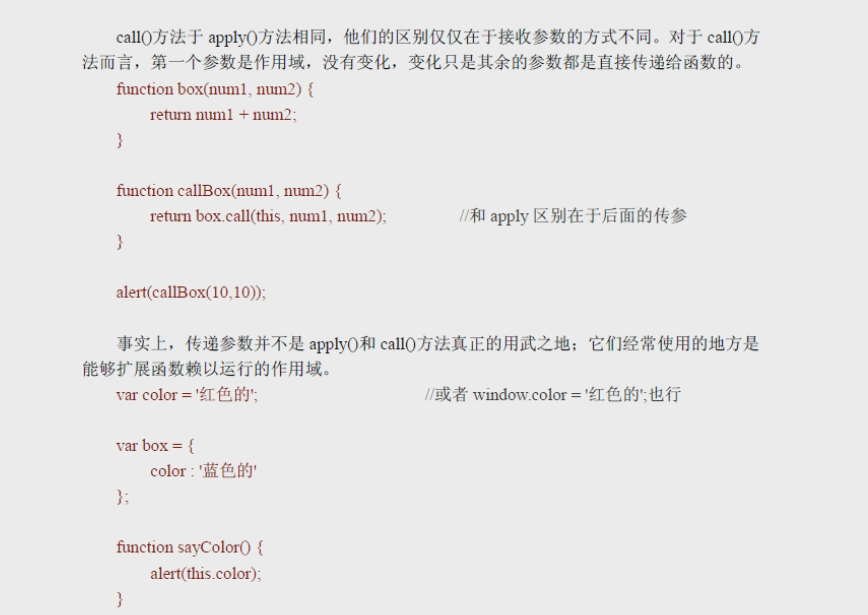 call()方法于 apply()方法相同，他们的区别仅仅在于接收参数的方式不同。对于 call()方
法而言，第一个参数是作用域，没有变化，变化只是其余的参数都是直接传递给函数的。
function box(num1, num2) {
return num1 + num2;
}
function callBox(num1, num2) {
return box.call(this, num1, num2); //和 apply 区别在于后面的传参
}
alert(callBox(10,10));
事实上，传递参数并不是 apply()和 call()方法真正的用武之地；它们经常使用的地方是
能够扩展函数赖以运行的作用域。
var color = '红色的'; //或者 window.color = '红色的';也行
var box = {
color : '蓝色的'
};
function sayColor() {
alert(this.color);
}